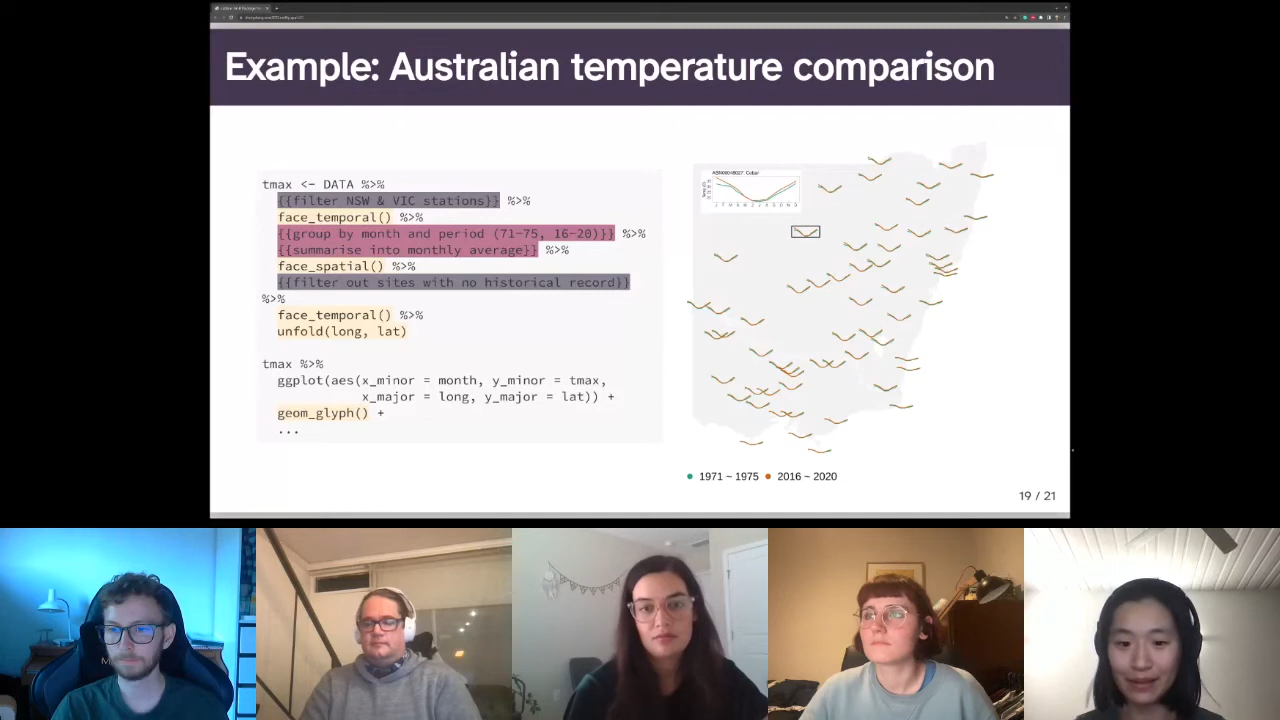 Example: Australian temperature comparison
tmax <- DATA %>%
{{filter NSW & VIC stations}} %>%
face_temporal() %>%
{{group by month and period (71-75, 16-20)}} %>%
{{summarise into monthly average}} %>%
face_spatial() %>%
{{filter out sites with no historical record}}
%>%
face_temporal() %>%
unfold(long, lat)
tmax %>%
ggplot(aes(x_minor = month, y_minor = tmax,
x_major = long, y_major = lat)) +
geom_glyph() +
...
J F M A M J J A S O N D
1971 ~ 1975 2016 ~ 2020
19 / 21